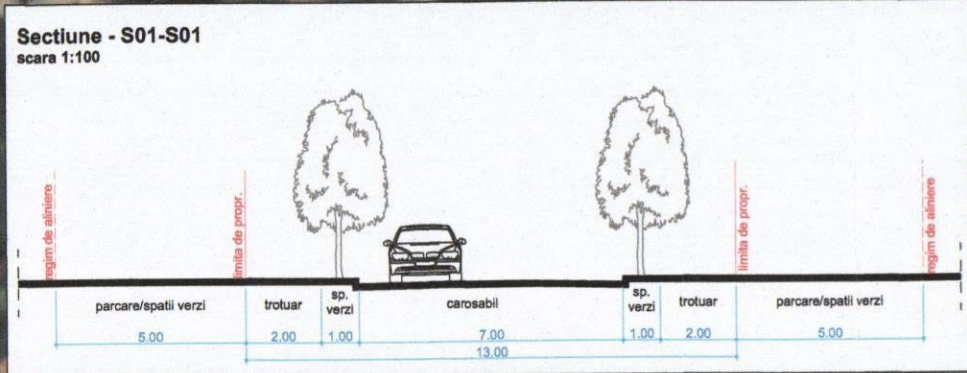 Sectiune - S01-S01
scara 1:100
regim de aliniere
limita de propr.
limita de propr.
regim de aliniere
parcare/spatii verzi
trotuar
sp.
verzi
carosabil
sp.
verzi
trotuar
parcare/spatii verzi
5.00
2.00
1.00
7.00
1.00
2.00
5.00
13.00